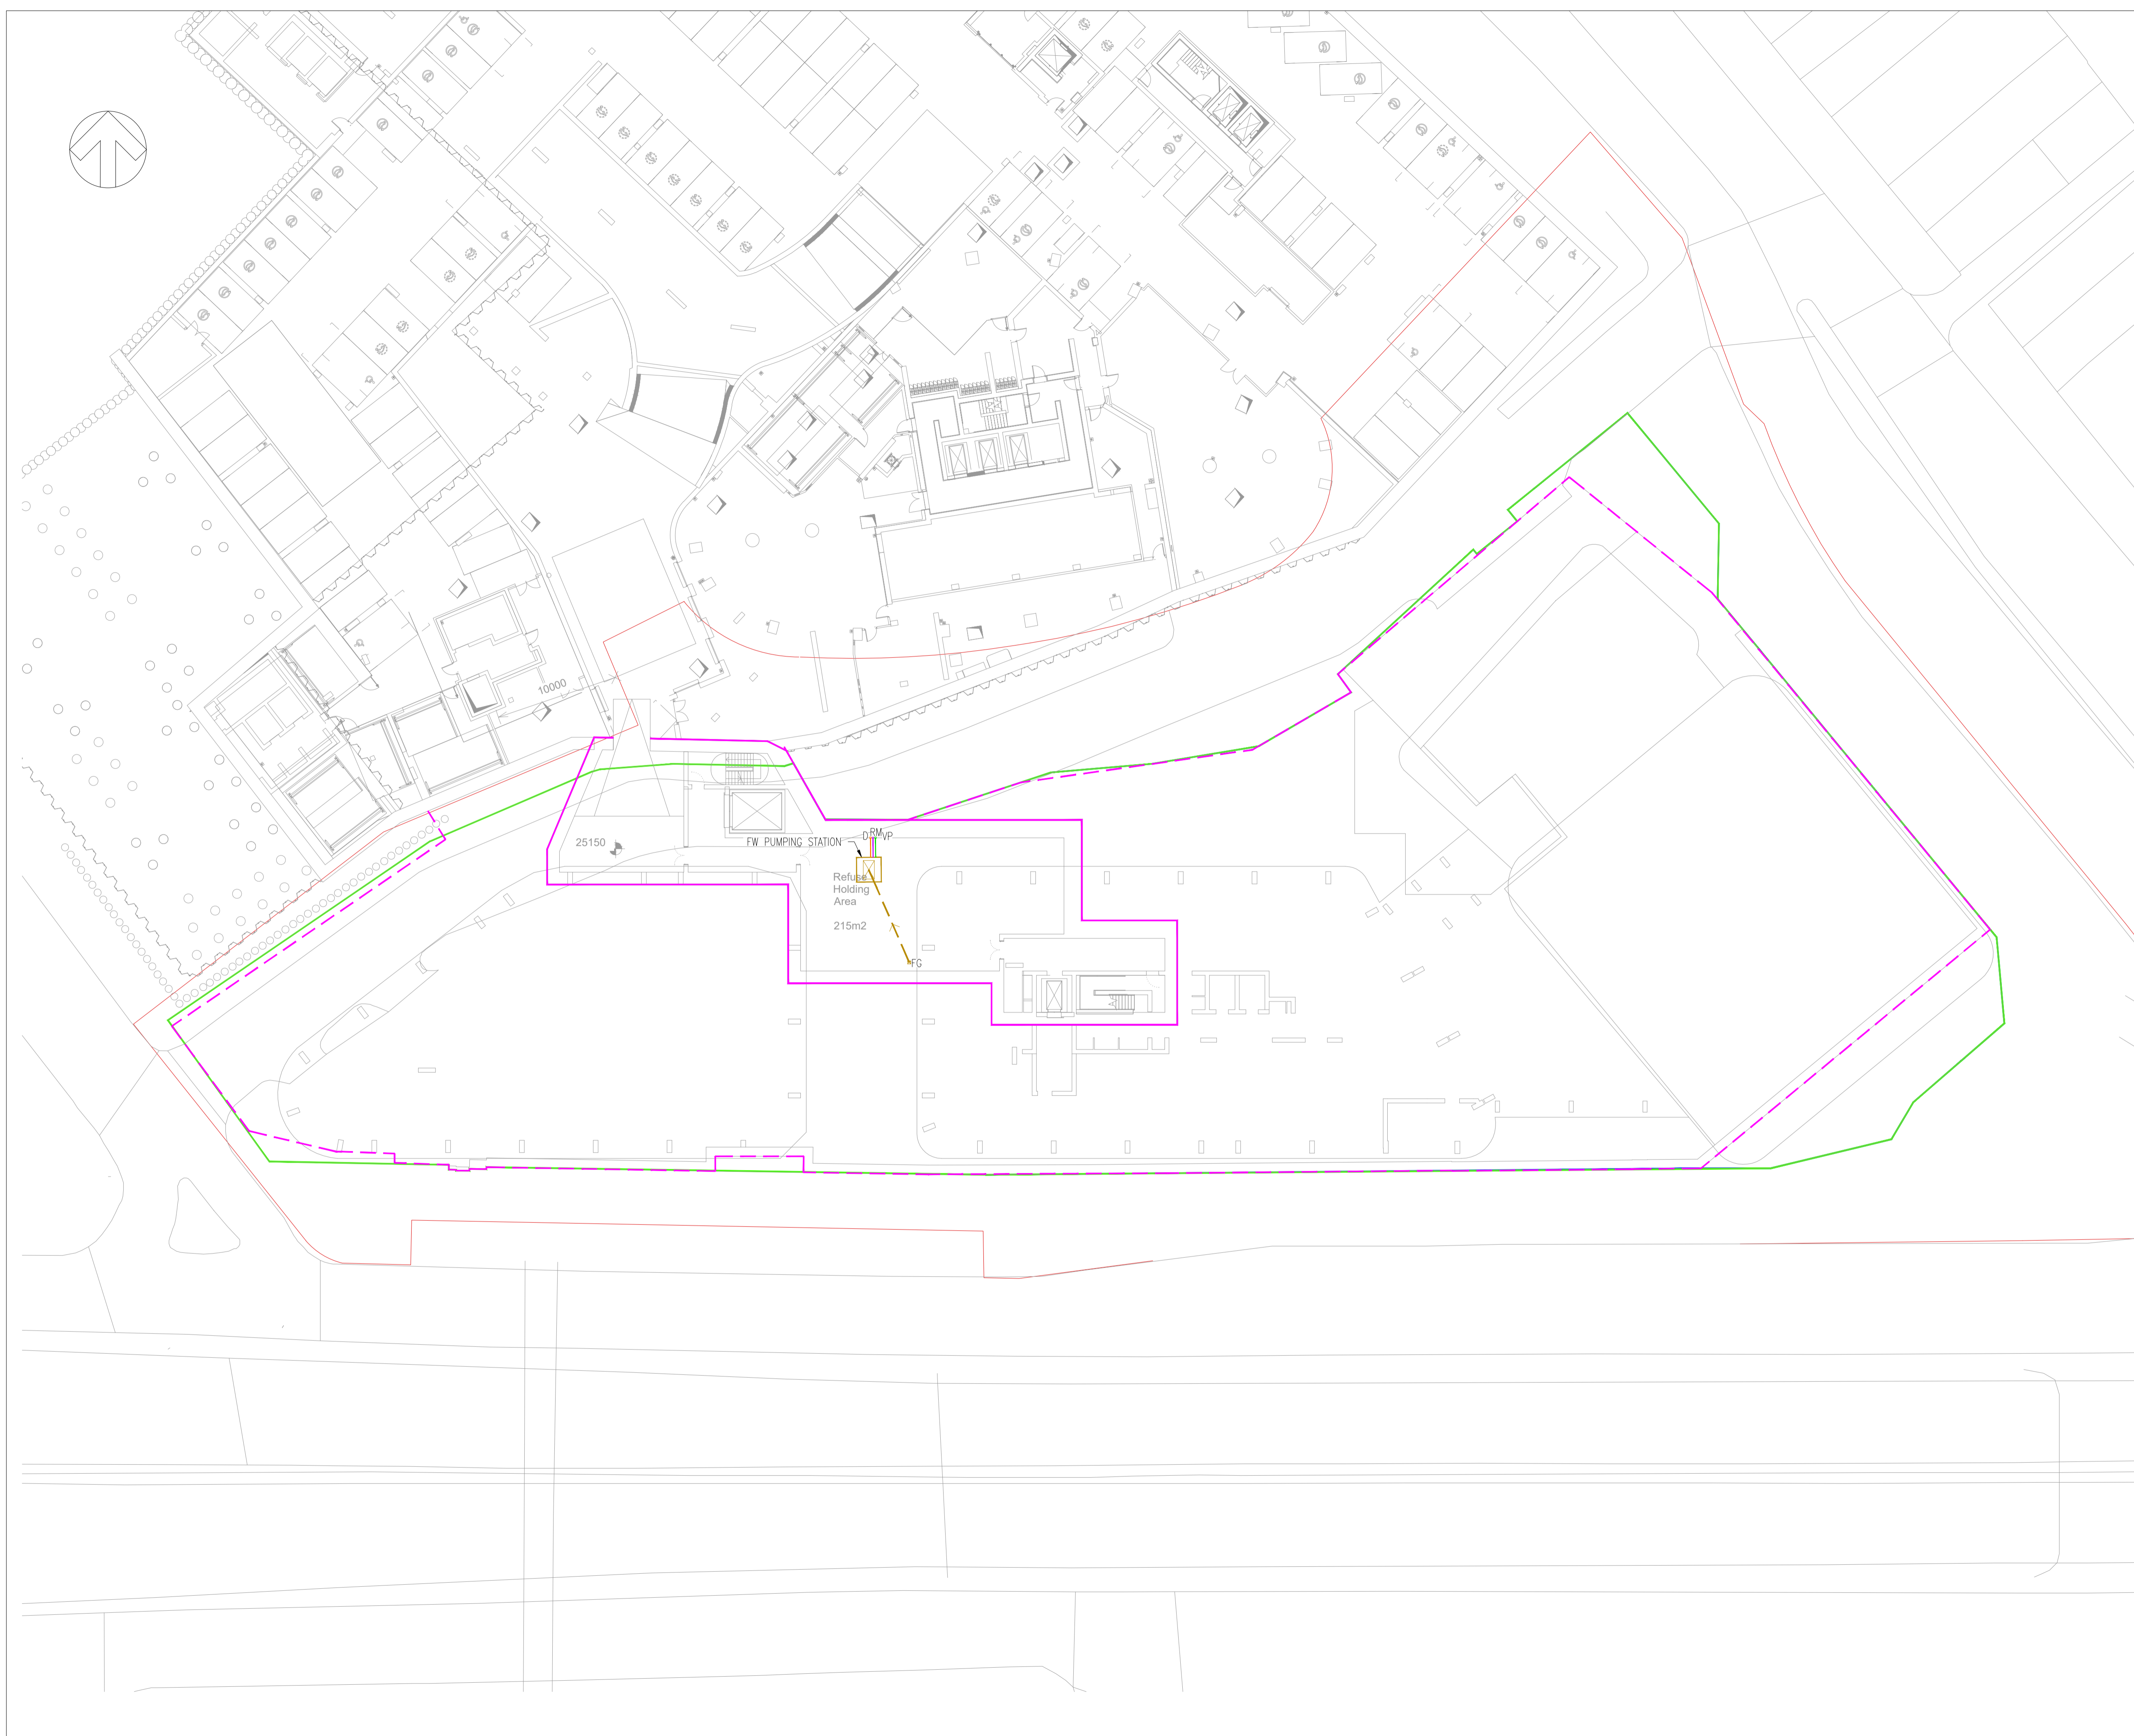 10000
25150
FW PUMPING STATION
RM
VP
Refuse
Holding
Area
215m2
FG